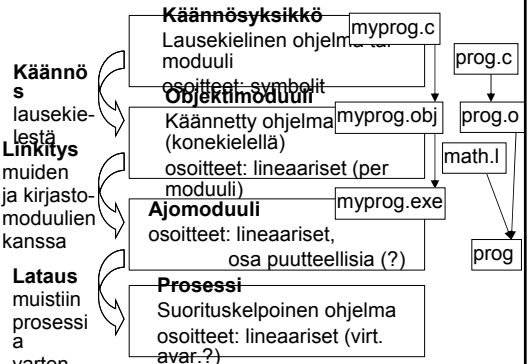 Käännösyksikkö
Lausekielinen ohjelma tai
moduuli
osoitteet: symbolit
myprog.c
prog.c
Käännö
s
lausekie-
lestä
Objektimoduuli
Käännetty ohjelma
(konekielellä)
osoitteet: lineaariset (per
moduuli)
myprog.obj
prog.o
math.l
Linkitys
muiden
ja kirjasto-
moduulien
kanssa
Ajomoduuli
osoitteet: lineaariset,
osa puutteellisia (?)
myprog.exe
prog
Lataus
muistiin
prosessi
a
varten
Prosessi
Suorituskelpoinen ohjelma
osoitteet: lineaariset (virt.
avar.?)